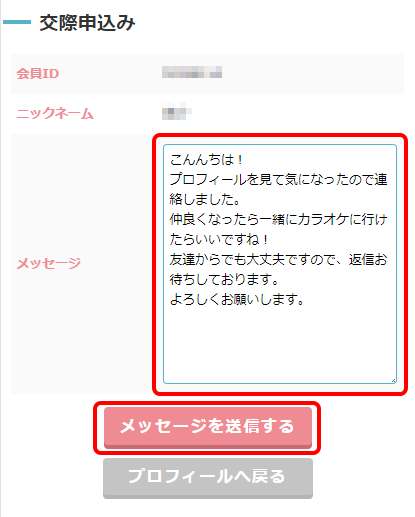 交際申込み
会員ID
ニックネーム
メッセージ
こんんちは！
プロフィールを見て気になったので連
絡しました。
仲良くなったら一緒にカラオケに行け
たらいいですね！
友達からでも大丈夫ですので、返信お
待ちしております。
よろしくお願いします。
メッセージを送信する
プロフィールへ戻る